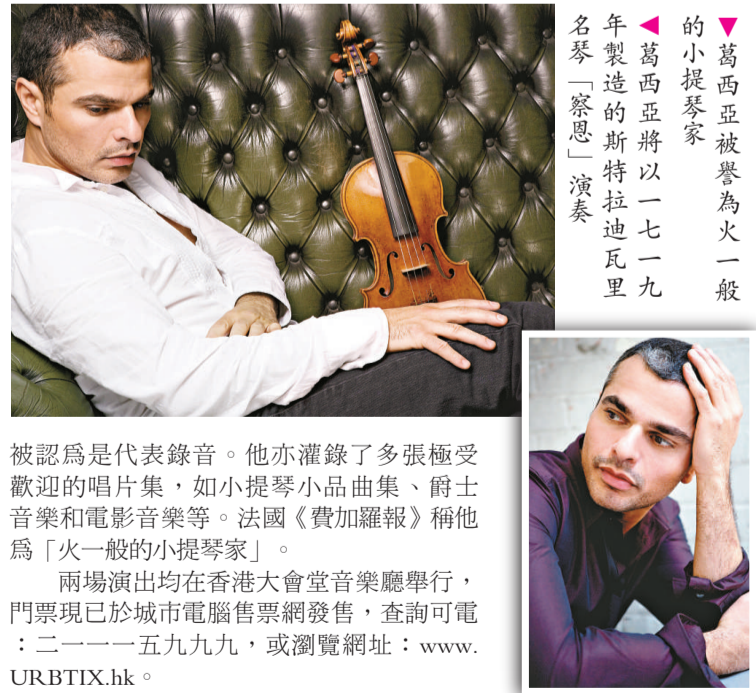 ▼葛西亞被譽為火一般
的小提琴家
◀葛西亞將以一七一九
年製造的斯特拉迪瓦里
名琴「察恩」演奏
被認爲是代表錄音。他亦灌錄了多張極受
歡迎的唱片集，如小提琴小品曲集、爵士
音樂和電影音樂等。法國《費加羅報》稱他
爲「火一般的小提琴家」。
兩場演出均在香港大會堂音樂廳舉行，
門票現已於城市電腦售票網發售，查詢可電
：二一一一五九九九，或瀏覽網址：www.
URBTIX.hk。